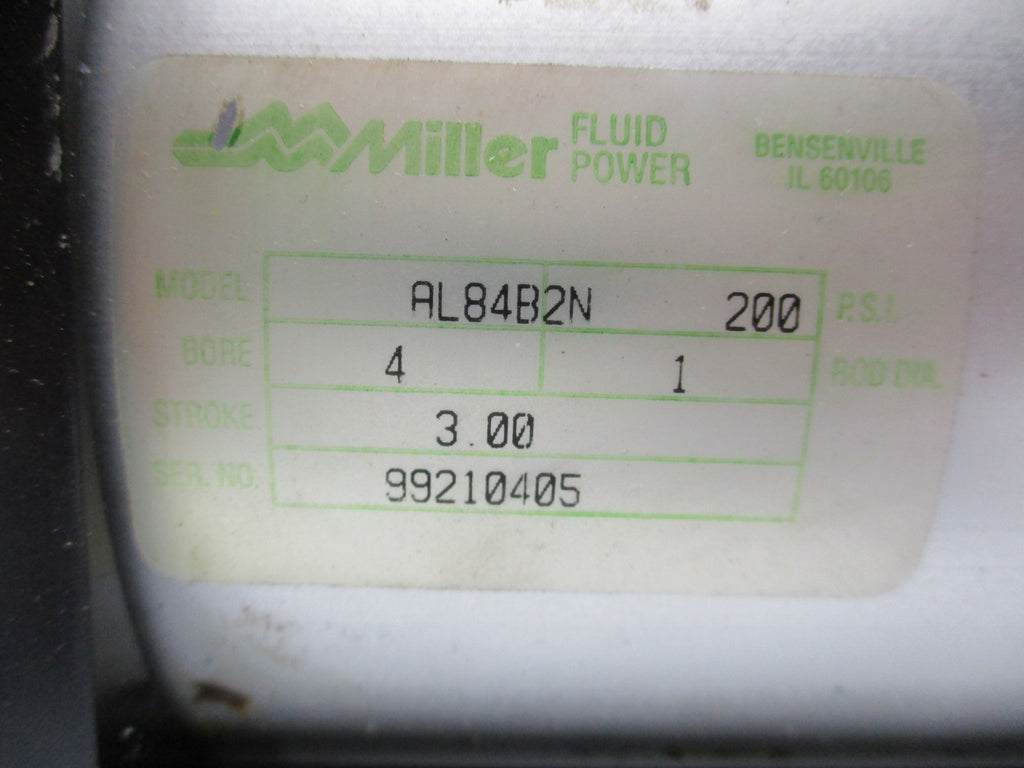 Miller FLUID POWER
BENSENVILLE
IL 60106
MODEL AL84B2N 200 P.S.I.
BORE 4 1 ROD DIA.
STROKE 3.00
SER. NO. 99210405